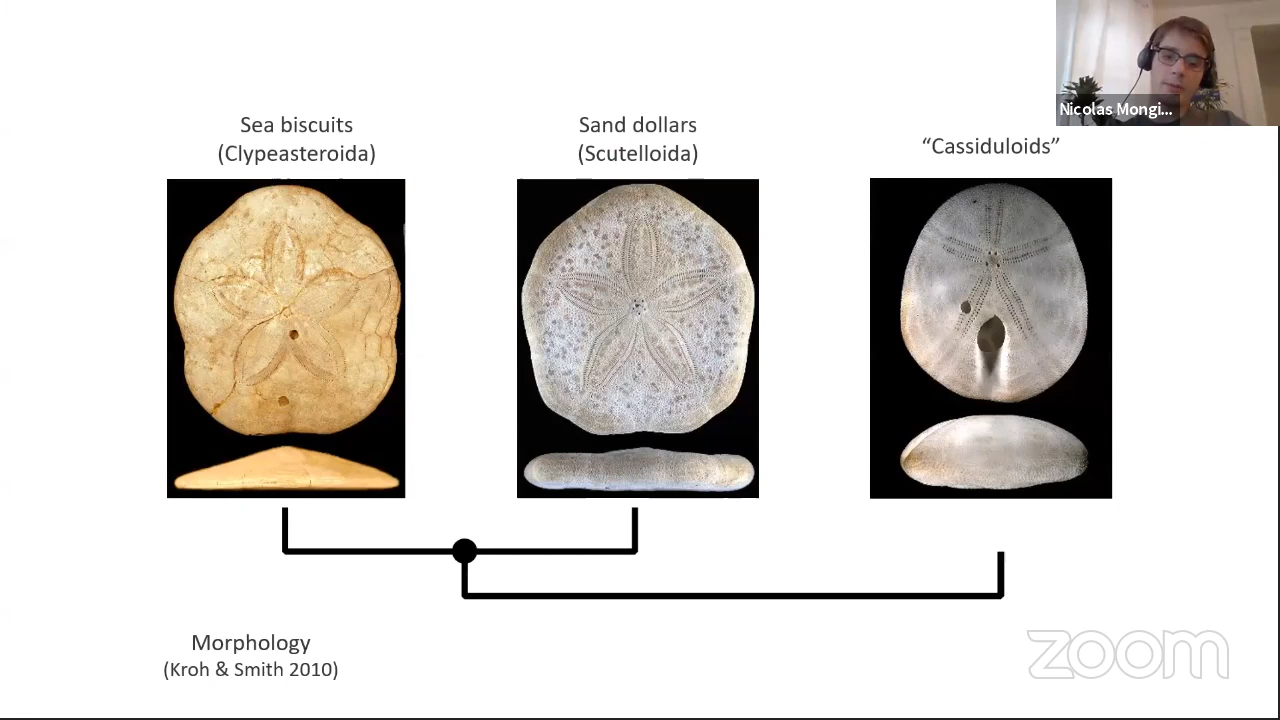 Sea biscuits
(Clypeasteroida)
Sand dollars
(Scutelloida)
“Cassiduloids”
Nicolas Mongi...
Morphology
(Kroh & Smith 2010)
zoom